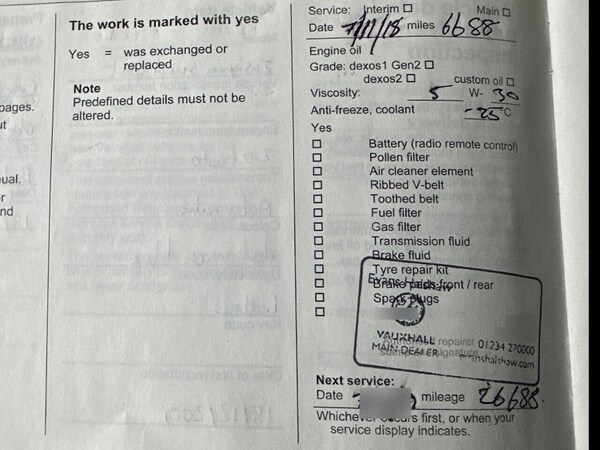 pages.
ual.
nd
The work is marked with yes
Yes = was exchanged or
replaced
Note
Predefined details must not be
altered.
Service: Interim ☐ Main ☐
Date 7/11/18 miles 6688
Engine oil
Grade: dexos1 Gen2 ☐
dexos2 ☐ custom oil ☐
Viscosity: 5 W- 30
Anti-freeze, coolant -25°C
Yes
☐ Battery (radio remote control)
☐ Pollen filter
☐ Air cleaner element
☐ Ribbed V-belt
☐ Toothed belt
☐ Fuel filter
☐ Gas filter
☐ Transmission fluid
☐ Brake fluid
☐ Tyre repair kit
☐ Brake pads front / rear
☐ Spark plugs
☐
Evans Halshaw
VAUXHALL
MAIN DEALER
repairer
signature
01234 270000
Next service:
Date mileage 26688
Whichever occurs first, or when your
service display indicates.